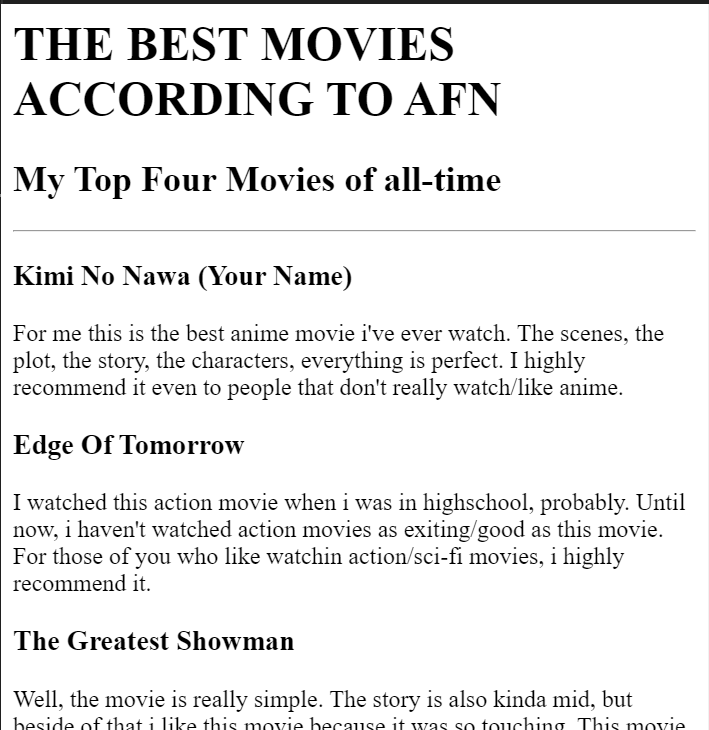 THE BEST MOVIES
ACCORDING TO AFN
My Top Four Movies of all-time
Kimi No Nawa (Your Name)
For me this is the best anime movie i've ever watch. The scenes, the
plot, the story, the characters, everything is perfect. I highly
recommend it even to people that don't really watch/like anime.
Edge Of Tomorrow
I watched this action movie when i was in highschool, probably. Until
now, i haven't watched action movies as exiting/good as this movie.
For those of you who like watchin action/sci-fi movies, i highly
recommend it.
The Greatest Showman
Well, the movie is really simple. The story is also kinda mid, but
beside of that i like this movie because it was so touching. This movie